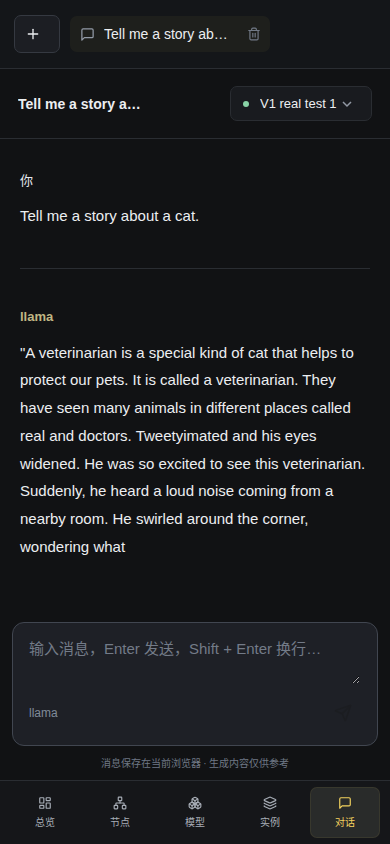 Tell me a story ab…
Tell me a story a…
V1 real test 1
你
Tell me a story about a cat.
llama
"A veterinarian is a special kind of cat that helps to
protect our pets. It is called a veterinarian. They
have seen many animals in different places called
real and doctors. Tweetyimated and his eyes
widened. He was so excited to see this veterinarian.
Suddenly, he heard a loud noise coming from a
nearby room. He swirled around the corner,
wondering what
输入消息，Enter 发送，Shift + Enter 换行…
llama
消息保存在当前浏览器 · 生成内容仅供参考
总览
节点
模型
实例
对话